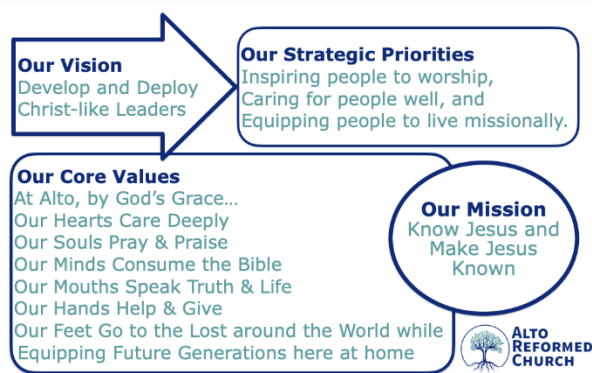 Our Vision
Develop and Deploy
Christ-like Leaders
Our Strategic Priorities
Inspiring people to worship,
Caring for people well, and
Equipping people to live missionally.
Our Core Values
At Alto, by God’s Grace…
Our Hearts Care Deeply
Our Souls Pray & Praise
Our Minds Consume the Bible
Our Mouths Speak Truth & Life
Our Hands Help & Give
Our Feet Go to the Lost around the World while
Equipping Future Generations here at home
Our Mission
Know Jesus and
Make Jesus
Known
ALTO
REFORMED
CHURCH